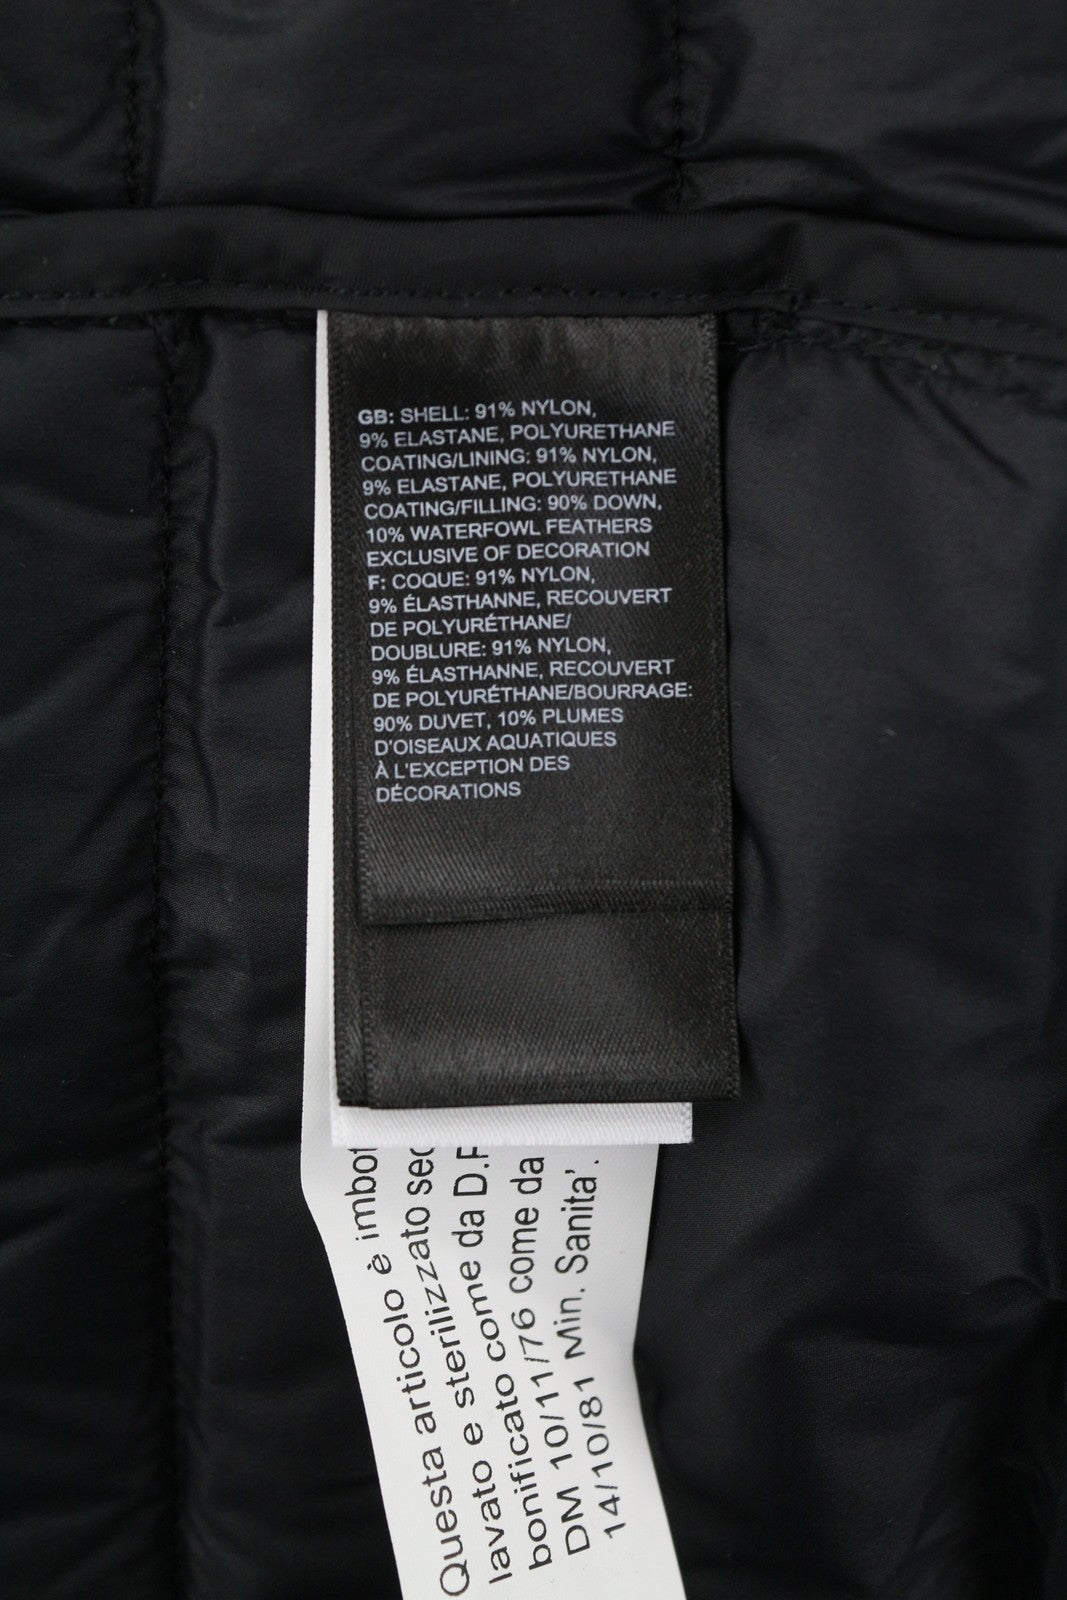 GB: SHELL: 91% NYLON,
9% ELASTANE, POLYURETHANE
COATING/LINING: 91% NYLON,
9% ELASTANE, POLYURETHANE
COATING/FILLING: 90% DOWN,
10% WATERFOWL FEATHERS
EXCLUSIVE OF DECORATION
F: COQUE: 91% NYLON,
9% ÉLASTHANNE, RECOUVERT
DE POLYURÉTHANE/
DOUBLURE: 91% NYLON,
9% ÉLASTHANNE, RECOUVERT
DE POLYURÉTHANE/BOURRAGE:
90% DUVET, 10% PLUMES
D'OISEAUX AQUATIQUES
À L'EXCEPTION DES
DÉCORATIONS
Questa articolo è
lavato e sterilizzato
bonificato come da
DM 10/11/76 come da
14/10/81 Min. Sanita'.